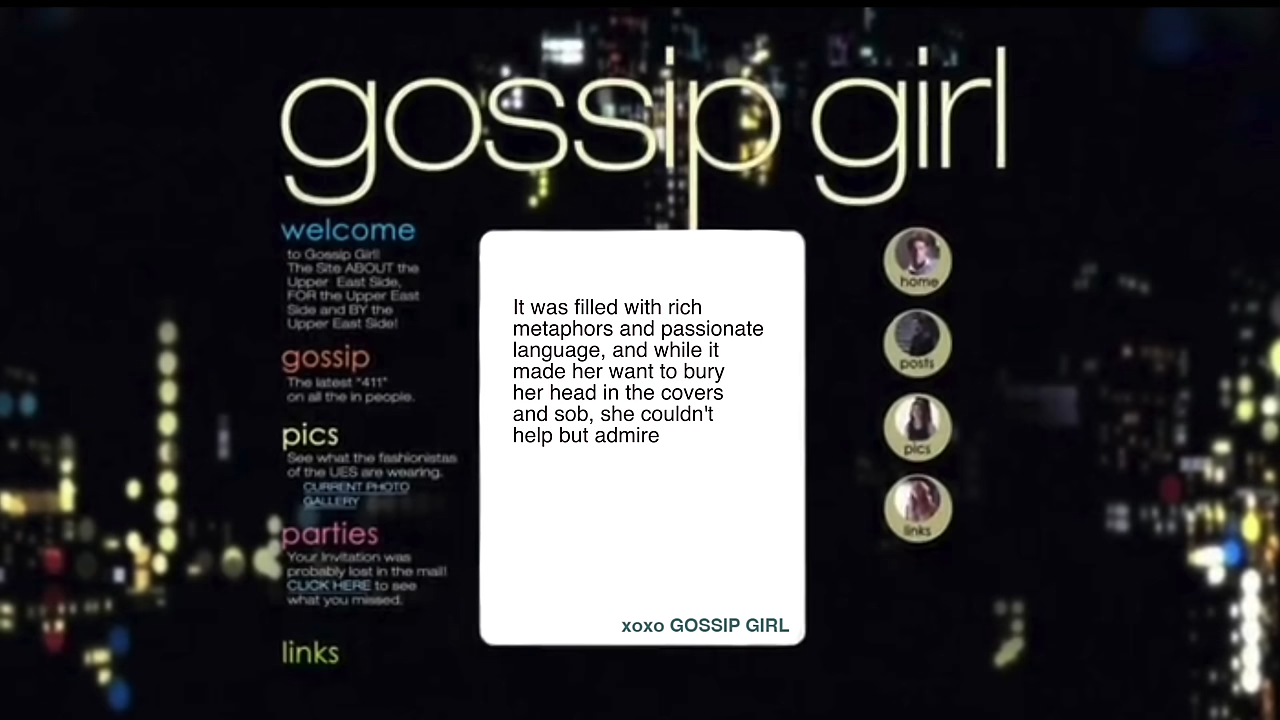 gossip girl
welcome
to Gossip Girl!
The Site ABOUT the
Upper East Side,
FOR the Upper East
Side and BY the
Upper East Side!
gossip
The latest "411"
on all the in people.
pics
See what the fashionistas
of the UES are wearing.
CURRENT PHOTO
GALLERY
parties
Your Invitation was
probably lost in the mail!
CLICK HERE to see
what you missed.
links
It was filled with rich
metaphors and passionate
language, and while it
made her want to bury
her head in the covers
and sob, she couldn't
help but admire
xoxo GOSSIP GIRL
home
posts
pics
links